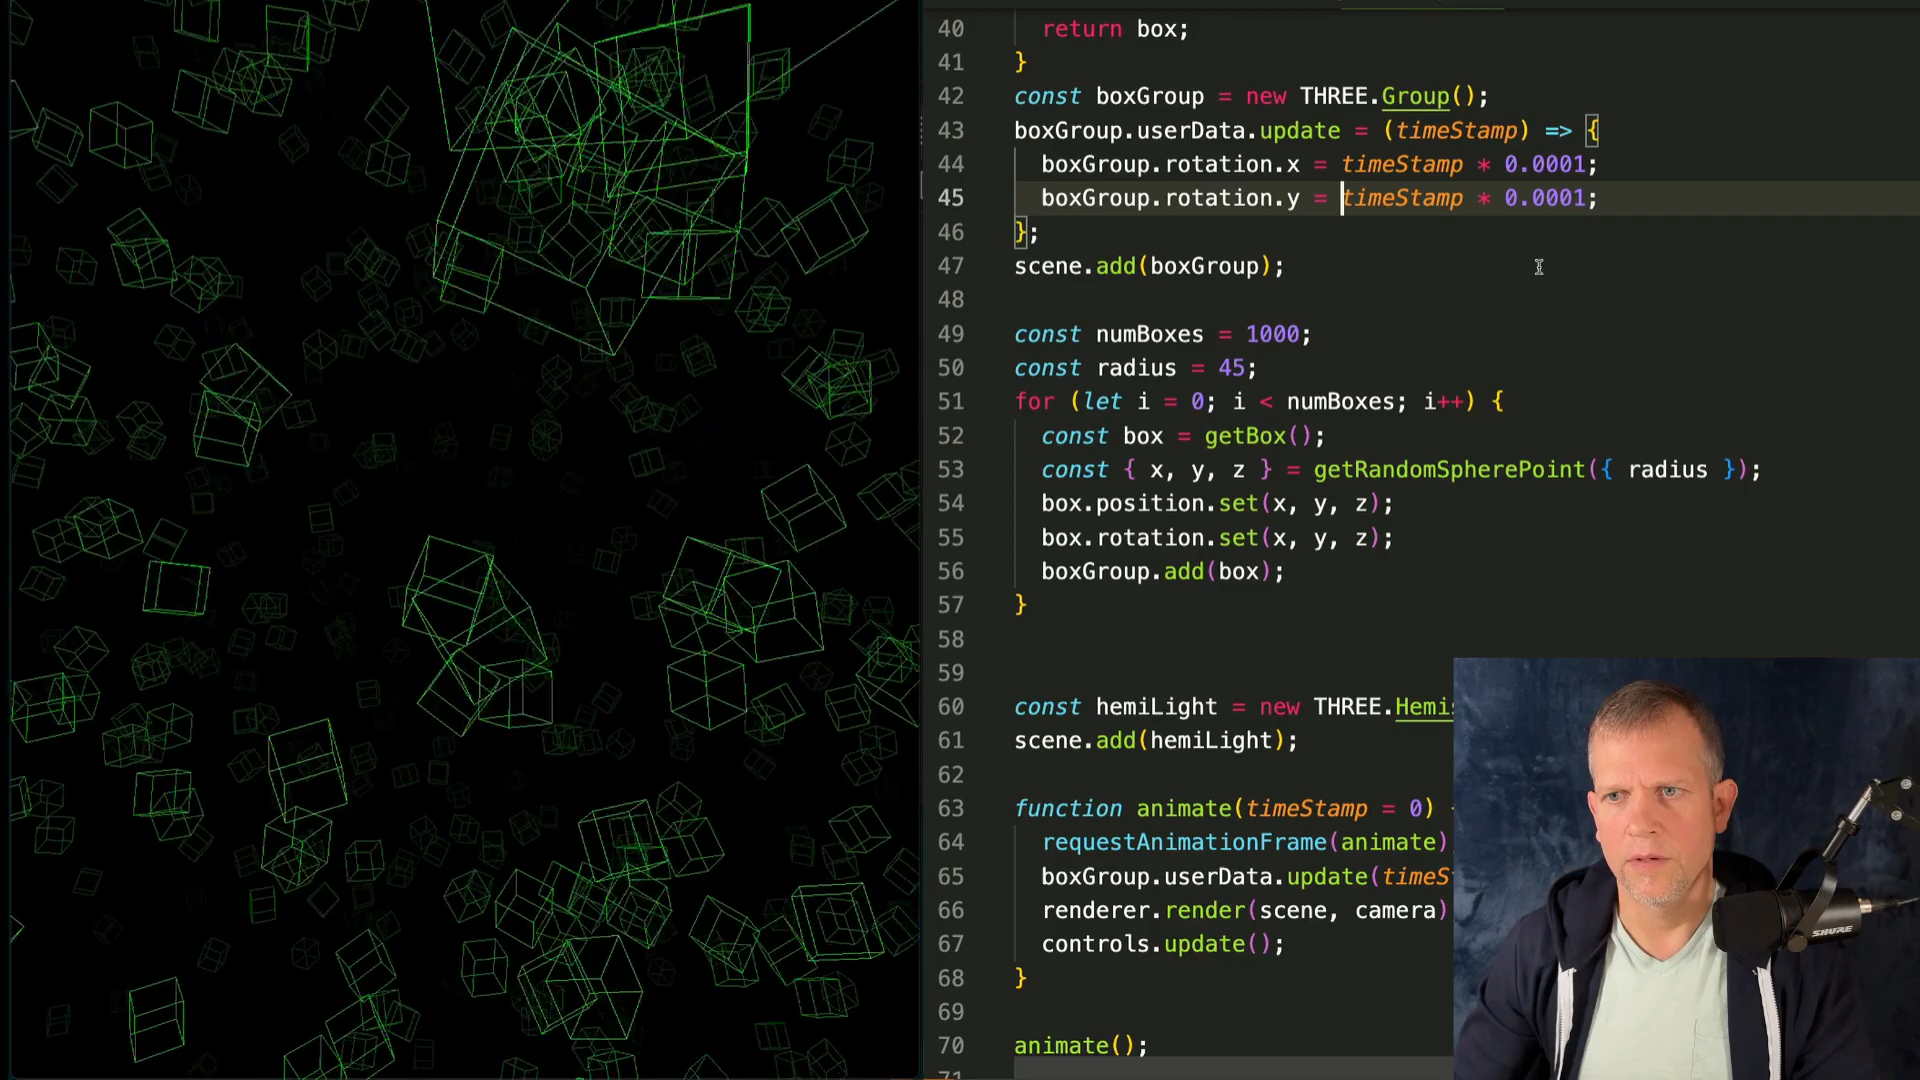 40 return box;
41 }
42 const boxGroup = new THREE.Group();
43 boxGroup.userData.update = (timeStamp) => {
44 boxGroup.rotation.x = timeStamp * 0.0001;
45 boxGroup.rotation.y = timeStamp * 0.0001;
46 };
47 scene.add(boxGroup);
48
49 const numBoxes = 1000;
50 const radius = 45;
51 for (let i = 0; i < numBoxes; i++) {
52 const box = getBox();
53 const { x, y, z } = getRandomSpherePoint({ radius });
54 box.position.set(x, y, z);
55 box.rotation.set(x, y, z);
56 boxGroup.add(box);
57 }
58
59
60 const hemiLight = new THREE.Hemis
61 scene.add(hemiLight);
62
63 function animate(timeStamp = 0)
64 requestAnimationFrame(animate)
65 boxGroup.userData.update(timeS
66 renderer.render(scene, camera)
67 controls.update();
68 }
69
70 animate();
SHURE